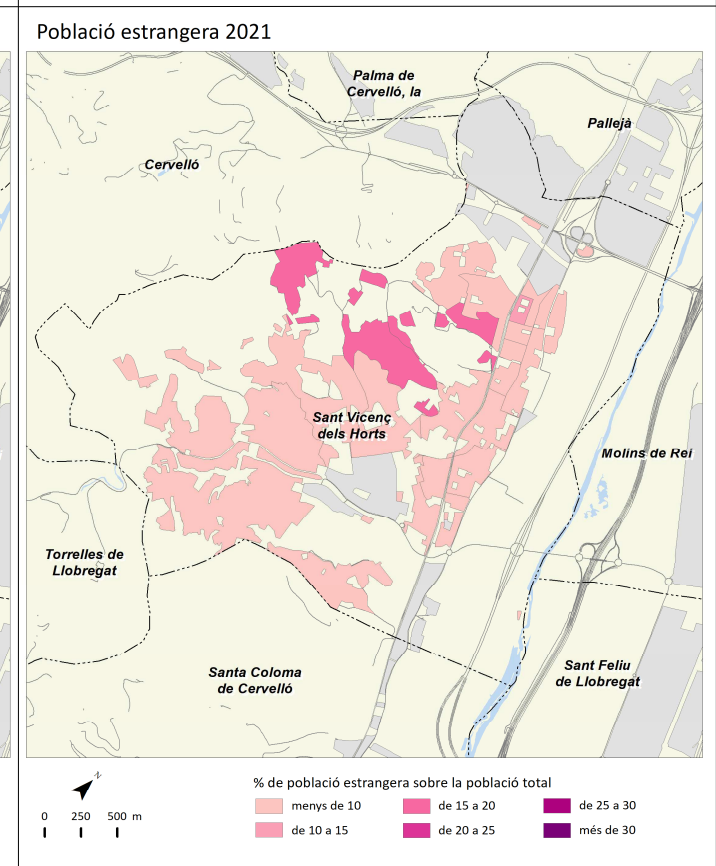 Població estrangera 2021
Palma de
Cervelló, la
Pallejà
Cervelló
Sant Vicenç
dels Horts
Molins de Rei
Torrelles de
Llobregat
Santa Coloma
de Cervelló
Sant Feliu
de Llobregat
N
% de població estrangera sobre la població total
menys de 10
de 15 a 20
de 25 a 30
de 10 a 15
de 20 a 25
més de 30
0 250 500 m